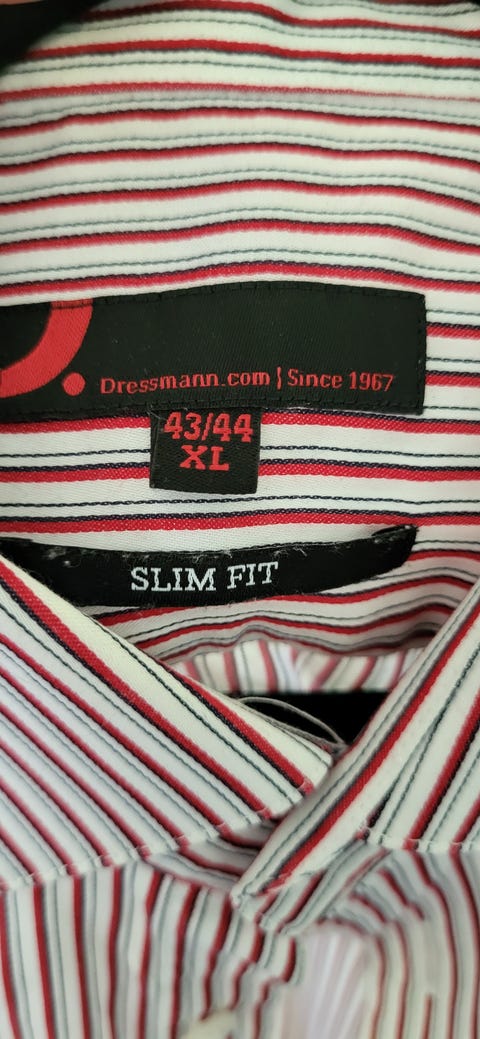 Dressmann.com | Since 1967
43/44
XL
SLIM FIT